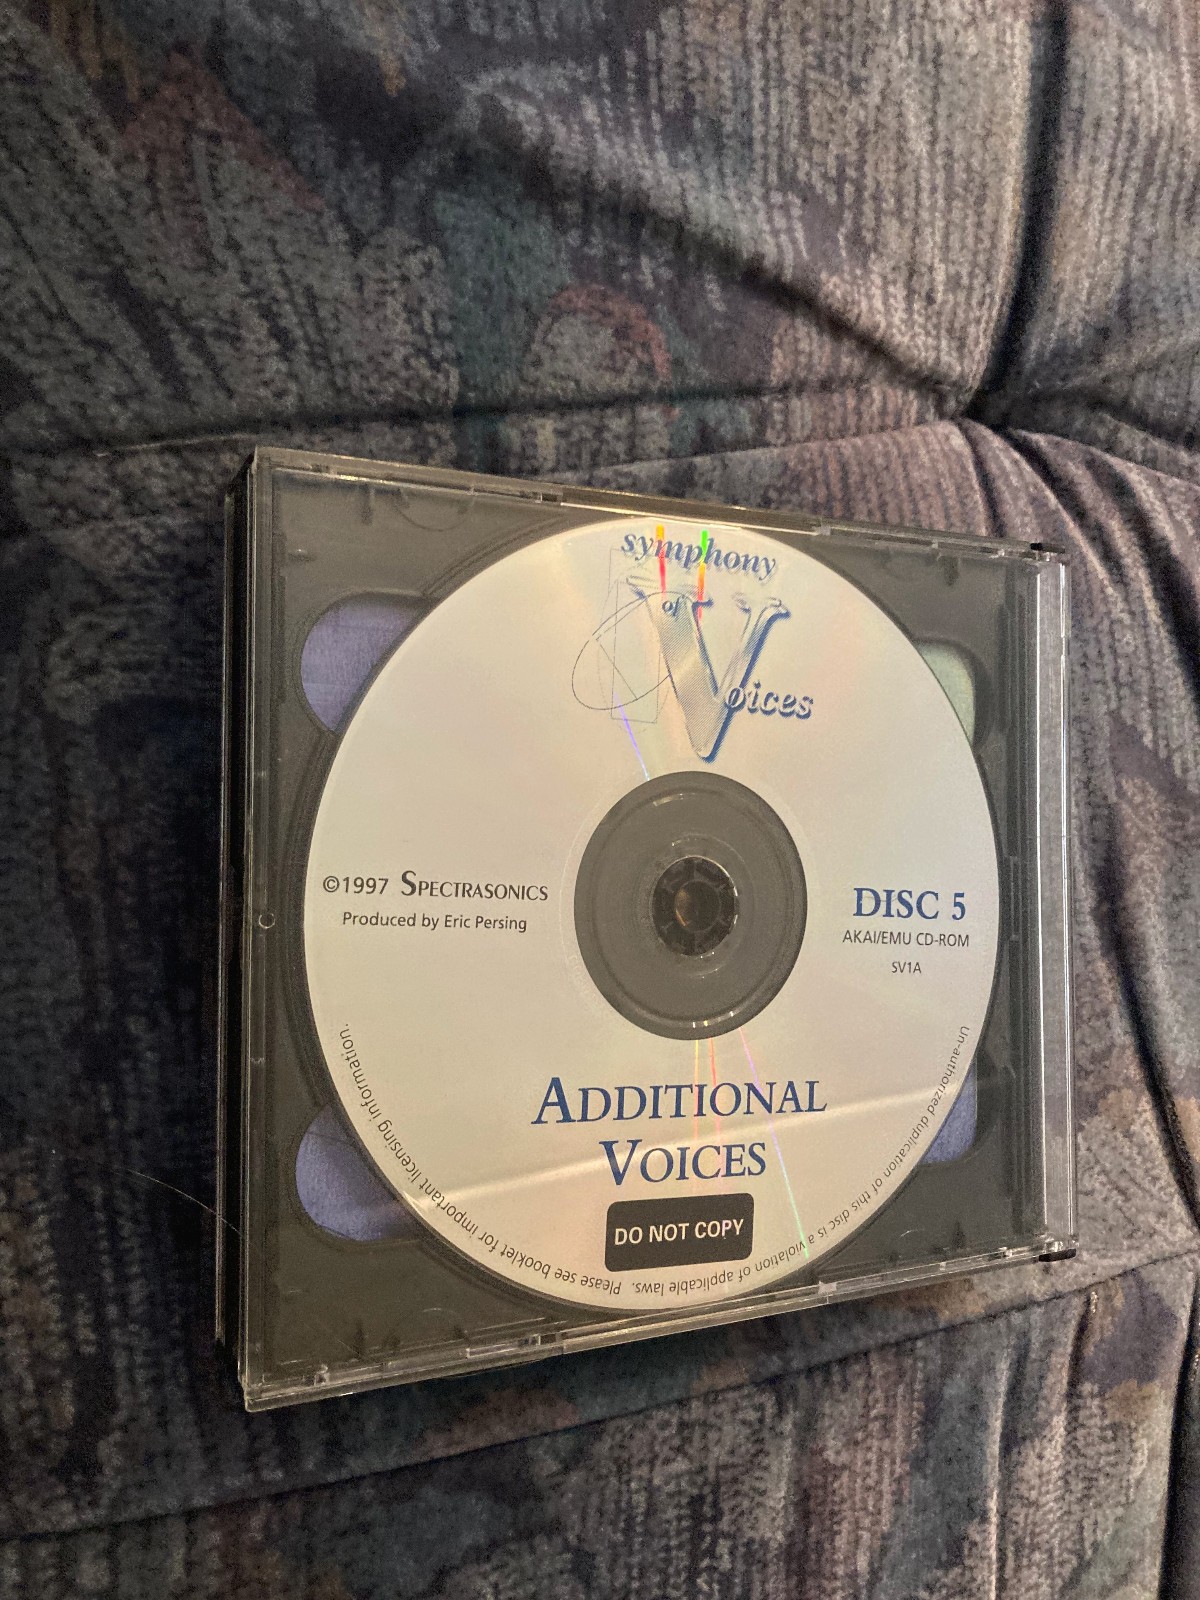 symphony
of
Voices
©1997 SPECTRASONICS
Produced by Eric Persing
DISC 5
AKAI/EMU CD-ROM
SV1A
ADDITIONAL
VOICES
DO NOT COPY
Un-authorized duplication of this disc is a violation of applicable laws. Please see booklet for important licensing information.